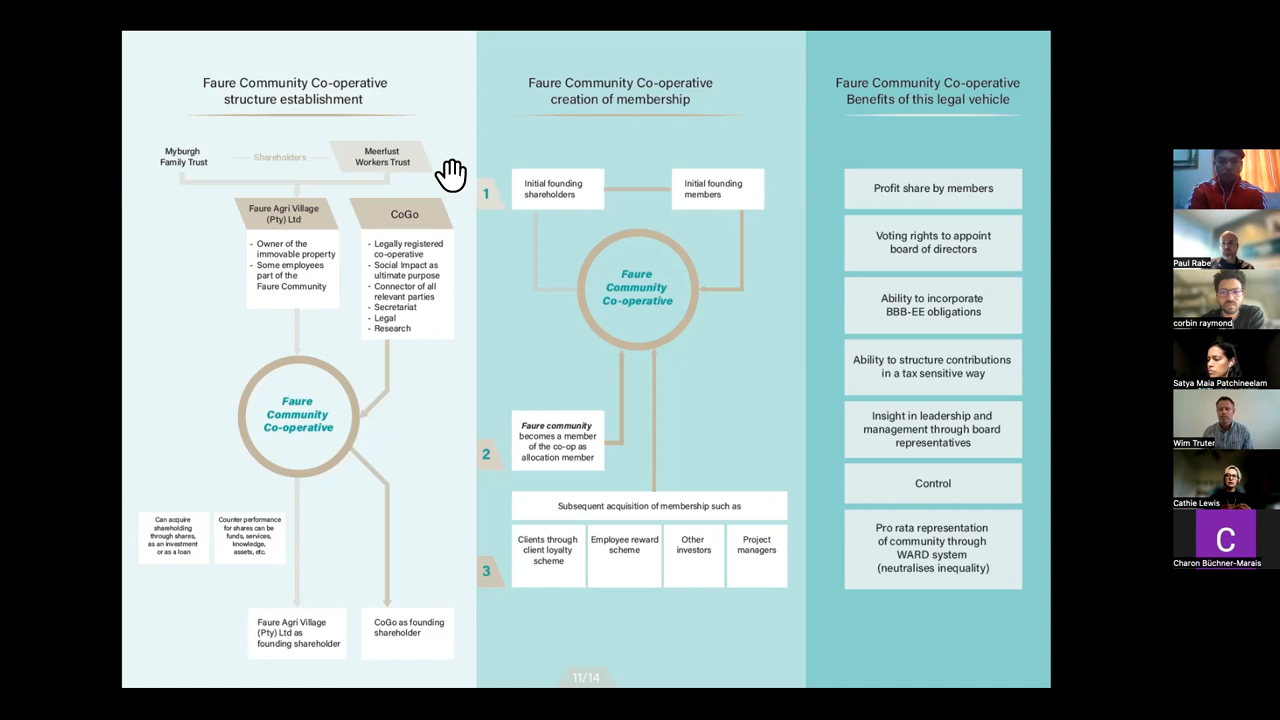 Faure Community Co-operative
structure establishment
Myburgh
Family Trust
Shareholders
Meerlust
Workers Trust
Faure Agri Village
(Pty) Ltd
- Owner of the
immovable property
- Some employees
part of the
Faure Community
CoGo
- Legally registered
co-operative
- Social Impact as
ultimate purpose
- Connector of all
relevant parties
- Secretariat
- Legal
- Research
Faure
Community
Co-operative
Can acquire
shareholding
through shares,
as an investment
or as a loan
Counter performance
for shares can be
funds, services,
knowledge,
assets, etc.
Faure Agri Village
(Pty) Ltd as
founding shareholder
CoGo as founding
shareholder
Faure Community Co-operative
creation of membership
1
Initial founding
shareholders
Initial founding
members
Faure
Community
Co-operative
2
Faure community
becomes a member
of the co-op as
allocation member
Subsequent acquisition of membership such as
3
Clients through
client loyalty
scheme
Employee reward
scheme
Other
investors
Project
managers
11/14
Faure Community Co-operative
Benefits of this legal vehicle
Profit share by members
Voting rights to appoint
board of directors
Ability to incorporate
BBB-EE obligations
Ability to structure contributions
in a tax sensitive way
Insight in leadership and
management through board
representatives
Control
Pro rata representation
of community through
WARD system
(neutralises inequality)
Paul Rabe
corbin raymond
Satya Maia Patchineelam
Wim Truter
Cathie Lewis
C
Charon Büchner-Marais